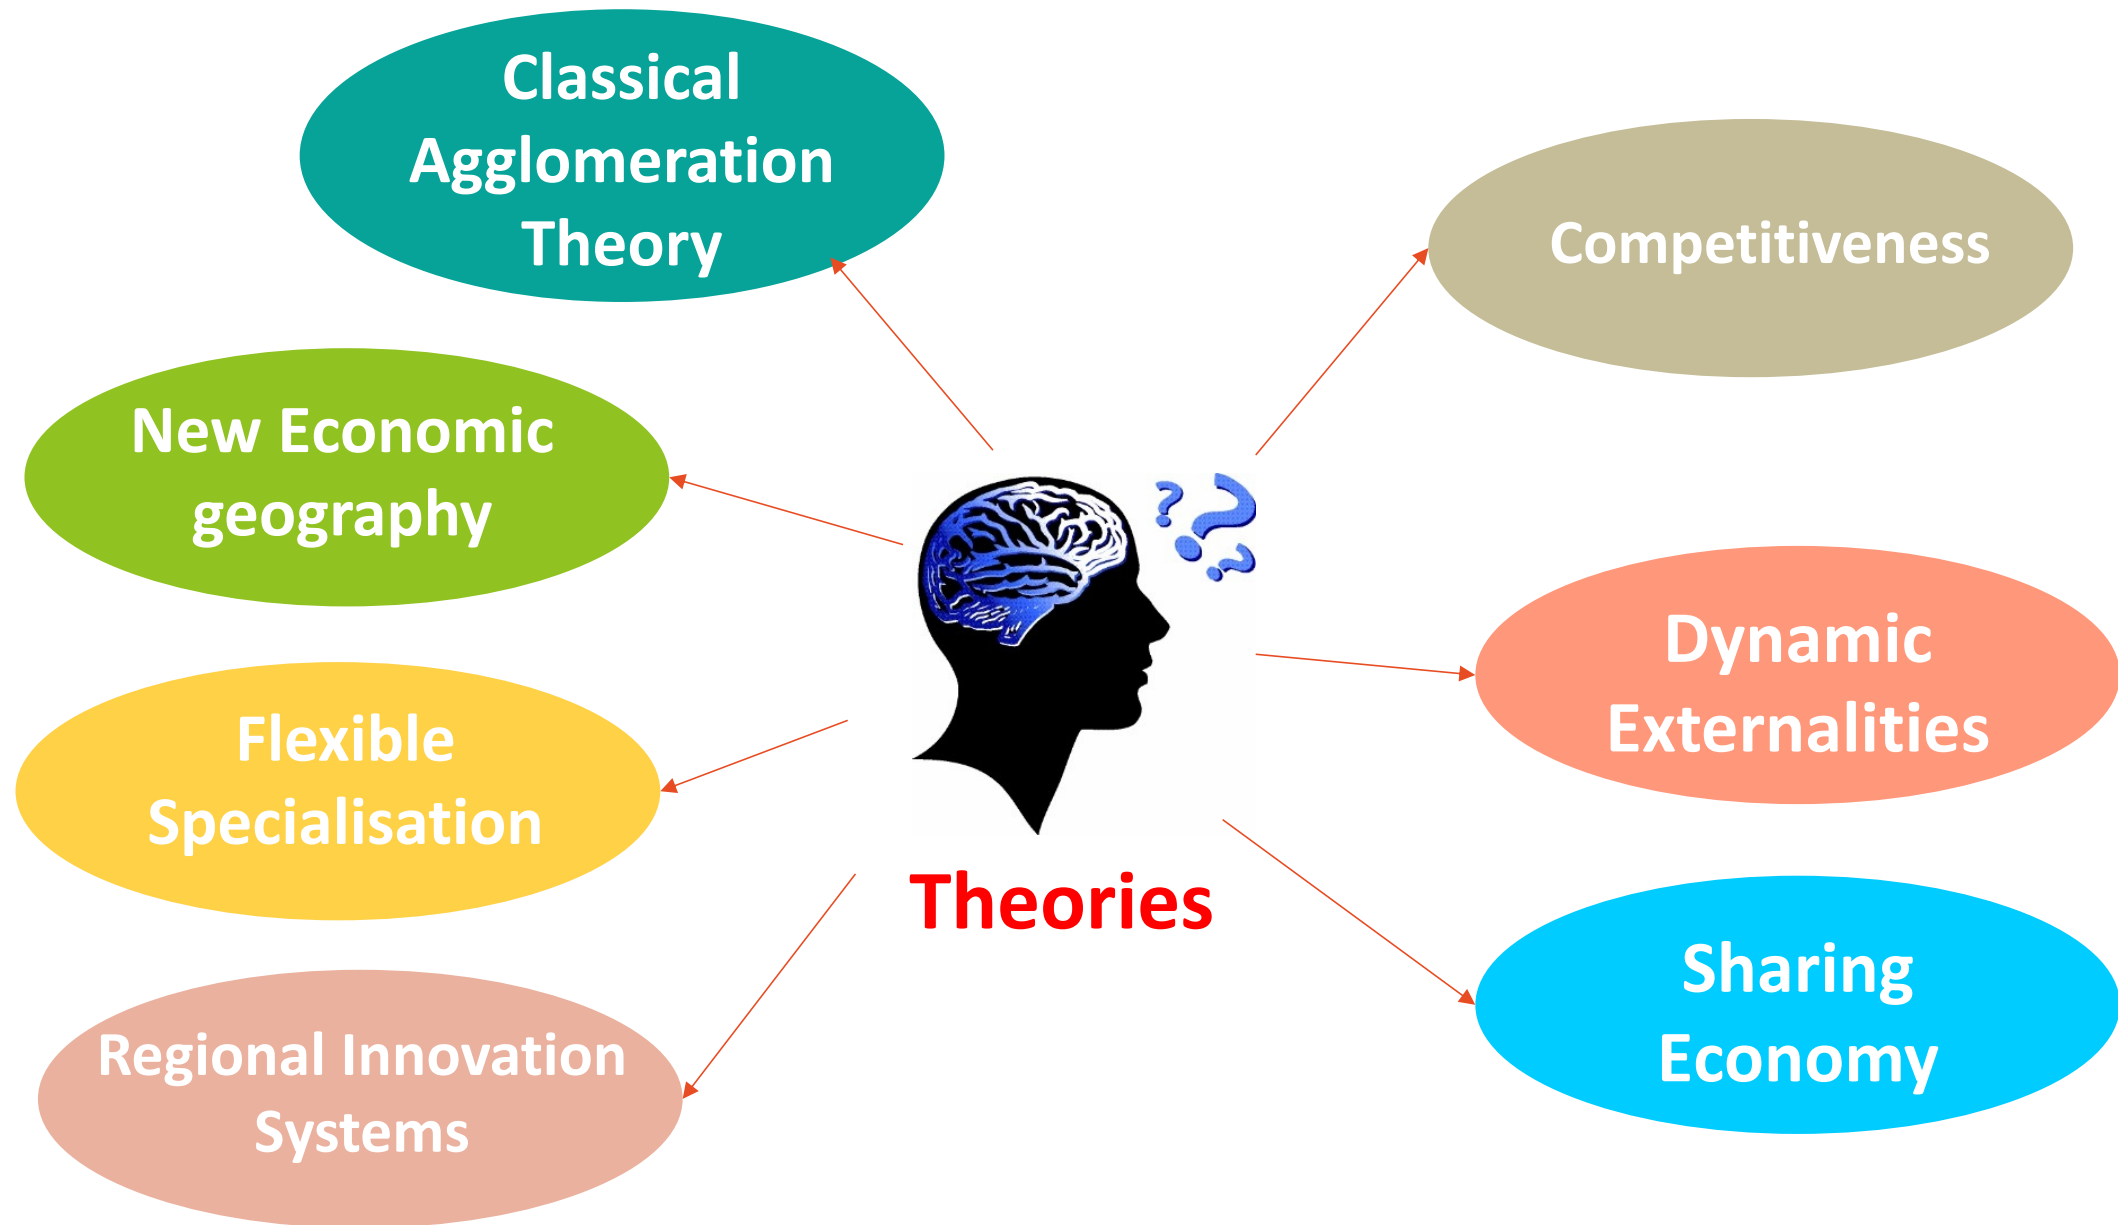 Classical
Agglomeration
Theory
Competitiveness
New Economic
geography
Dynamic
Externalities
Flexible
Specialisation
Theories
Sharing
Economy
Regional Innovation
Systems